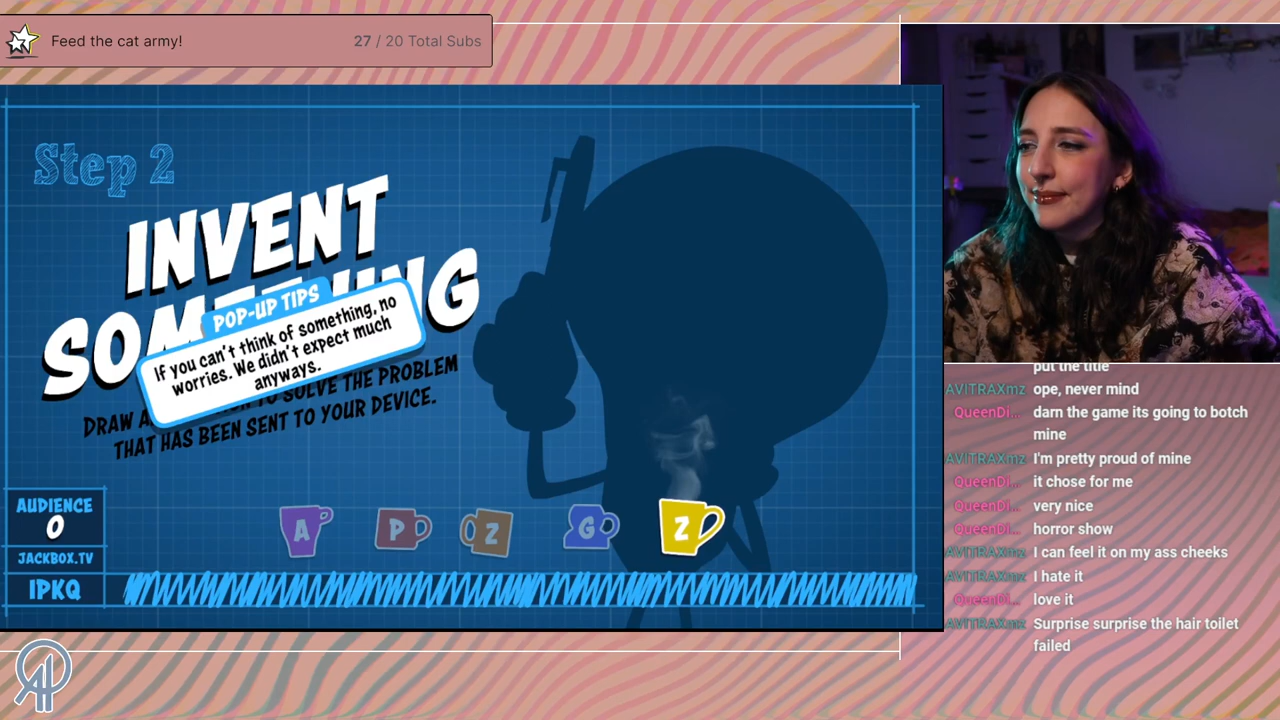 Feed the cat army!
27 / 20 Total Subs
Step 2
INVENT
POP-UP TIPS
If you can't think of something, no
worries. We didn't expect much
anyways.
DRAW TO SOLVE THE PROBLEM
THAT HAS BEEN SENT TO YOUR DEVICE.
A
P
Z
G
Z
AUDIENCE
0
JACKBOX.TV
IPKQ
put the title
AVITRAXmz ope, never mind
QueenDi... darn the game its going to botch
mine
AVITRAXmz I'm pretty proud of mine
QueenDi... it chose for me
QueenDi... very nice
QueenDi... horror show
AVITRAXmz I can feel it on my ass cheeks
AVITRAXmz I hate it
QueenDi... love it
AVITRAXmz Surprise surprise the hair toilet
failed